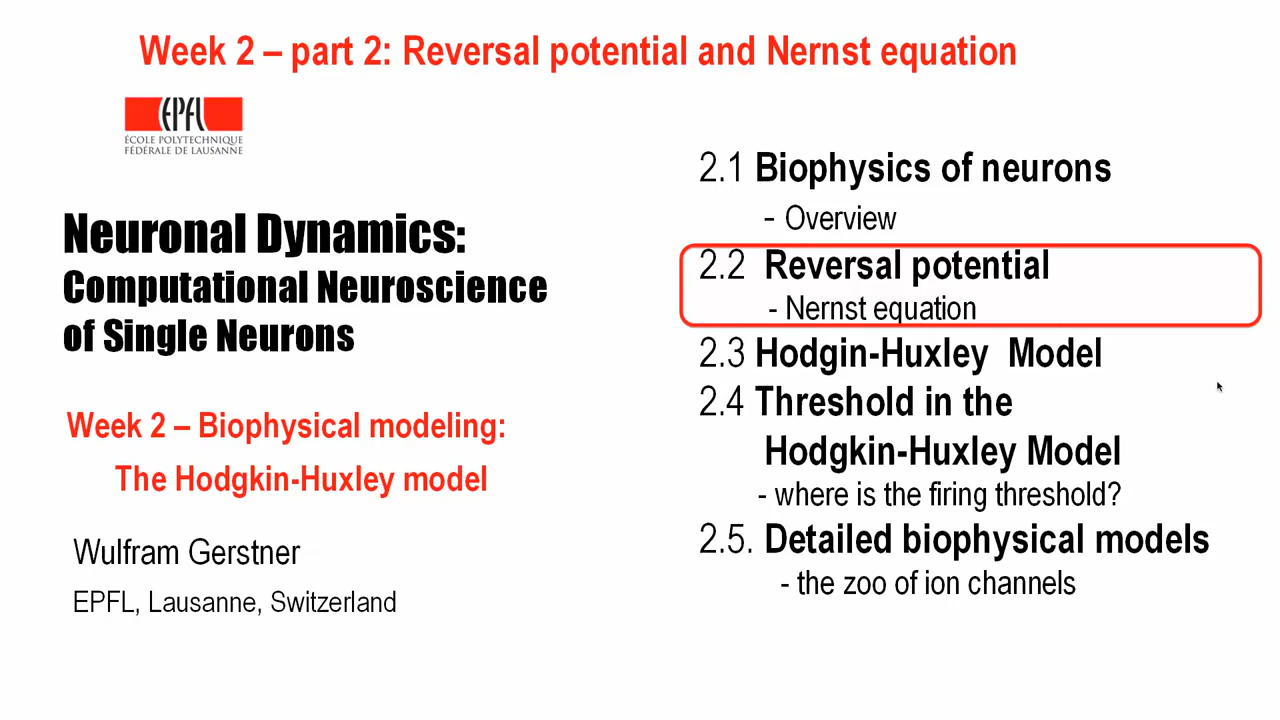 Week 2 – part 2: Reversal potential and Nernst equation
EPFL
ÉCOLE POLYTECHNIQUE
FÉDÉRALE DE LAUSANNE
Neuronal Dynamics:
Computational Neuroscience
of Single Neurons
Week 2 – Biophysical modeling:
The Hodgkin-Huxley model
Wulfram Gerstner
EPFL, Lausanne, Switzerland
2.1 Biophysics of neurons
- Overview
2.2 Reversal potential
- Nernst equation
2.3 Hodgin-Huxley Model
2.4 Threshold in the
Hodgkin-Huxley Model
- where is the firing threshold?
2.5. Detailed biophysical models
- the zoo of ion channels